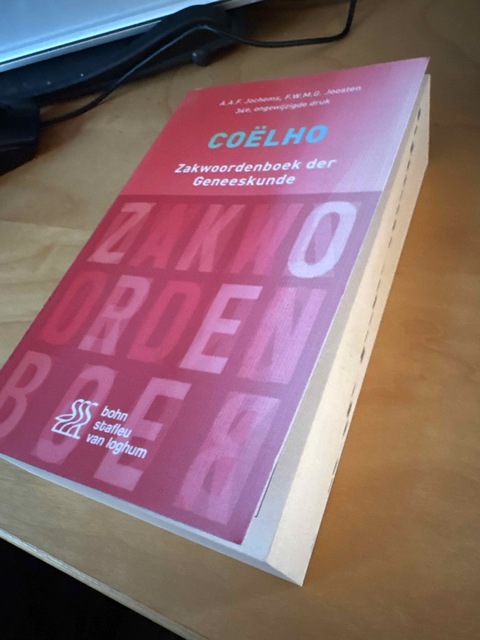 A.A.F. Jochems, F.W.M.G. Joosten
34e, ongewijzigde druk
COËLHO
Zakwoordenboek der
Geneeskunde
ZAKWO
ORDEN
BOEK
bohn
stafleu
van loghum